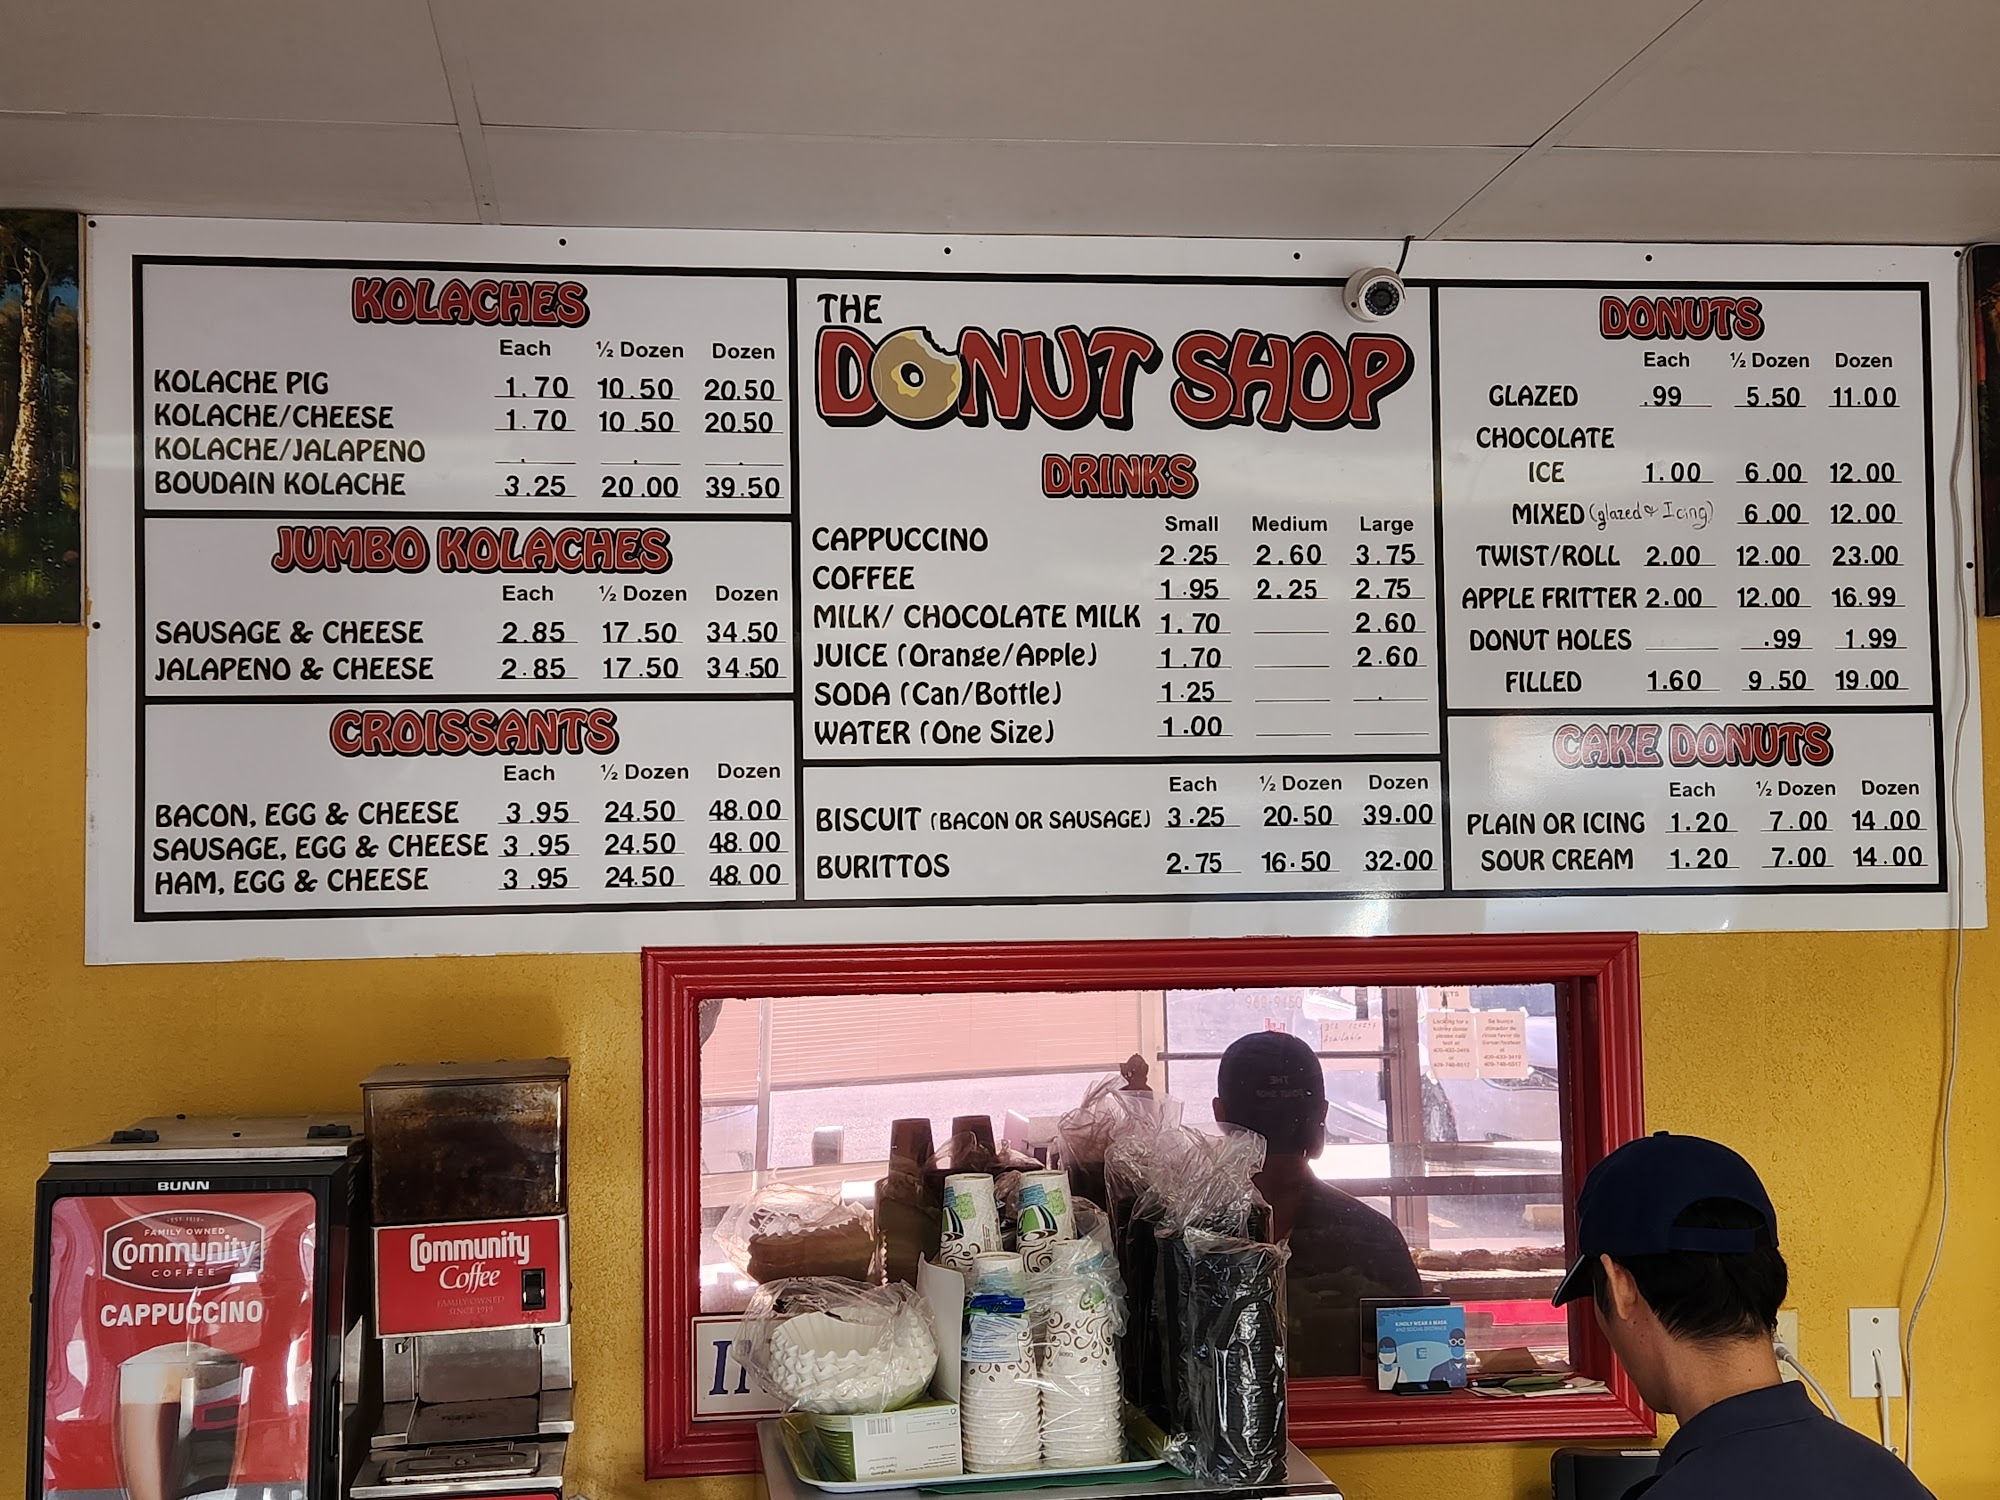 KOLACHES
Each ½ Dozen Dozen
KOLACHE PIG 1.70 10.50 20.50
KOLACHE/CHEESE 1.70 10.50 20.50
KOLACHE/JALAPENO
BOUDAIN KOLACHE 3.25 20.00 39.50
JUMBO KOLACHES
Each ½ Dozen Dozen
SAUSAGE & CHEESE 2.85 17.50 34.50
JALAPENO & CHEESE 2.85 17.50 34.50
CROISSANTS
Each ½ Dozen Dozen
BACON, EGG & CHEESE 3.95 24.50 48.00
SAUSAGE, EGG & CHEESE 3.95 24.50 48.00
HAM, EGG & CHEESE 3.95 24.50 48.00
THE
DONUT SHOP
DRINKS
Small Medium Large
CAPPUCCINO 2.25 2.60 3.75
COFFEE 1.95 2.25 2.75
MILK/ CHOCOLATE MILK 1.70 2.60
JUICE (Orange/Apple) 1.70 2.60
SODA (Can/Bottle) 1.25
WATER (One Size) 1.00
Each ½ Dozen Dozen
BISCUIT (BACON OR SAUSAGE) 3.25 20.50 39.00
BURITTOS 2.75 16.50 32.00
DONUTS
Each ½ Dozen Dozen
GLAZED .99 5.50 11.00
CHOCOLATE
ICE 1.00 6.00 12.00
MIXED (glazed & Icing) 6.00 12.00
TWIST/ROLL 2.00 12.00 23.00
APPLE FRITTER 2.00 12.00 16.99
DONUT HOLES .99 1.99
FILLED 1.60 9.50 19.00
CAKE DONUTS
Each ½ Dozen Dozen
PLAIN OR ICING 1.20 7.00 14.00
SOUR CREAM 1.20 7.00 14.00
BUNN
EST. 1919
FAMILY OWNED
Community
COFFEE
CAPPUCCINO
Community
Coffee
FAMILY OWNED
SINCE 1919
KINDLY WEAR A MASK
AND SOCIAL DISTANCE